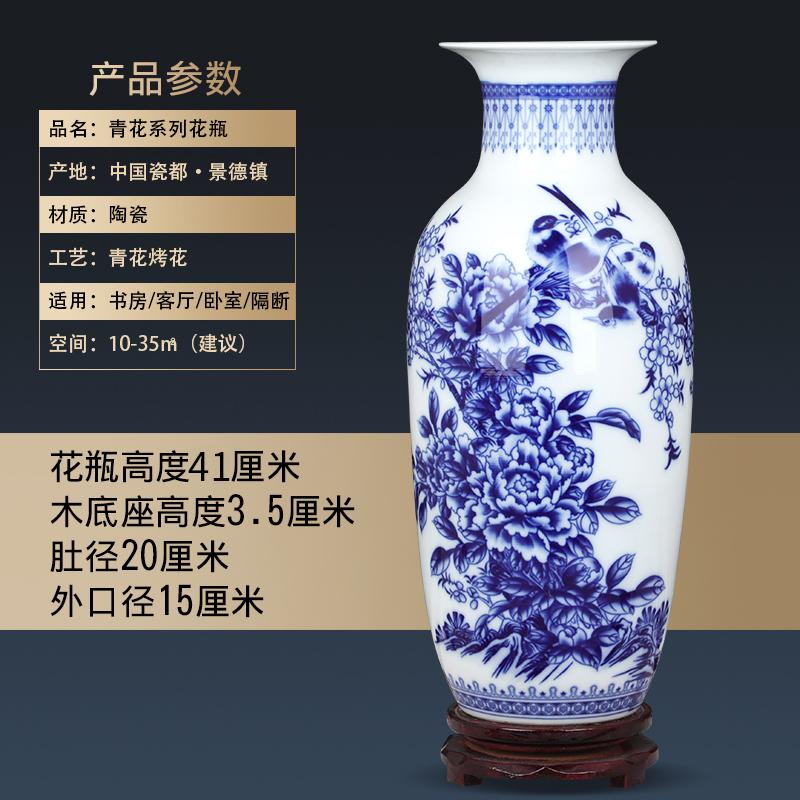 产品参数
品名：青花系列花瓶
产地：中国瓷都·景德镇
材质：陶瓷
工艺：青花烤花
适用：书房/客厅/卧室/隔断
空间：10-35㎡（建议）
花瓶高度41厘米
木底座高度3.5厘米
肚径20厘米
外口径15厘米